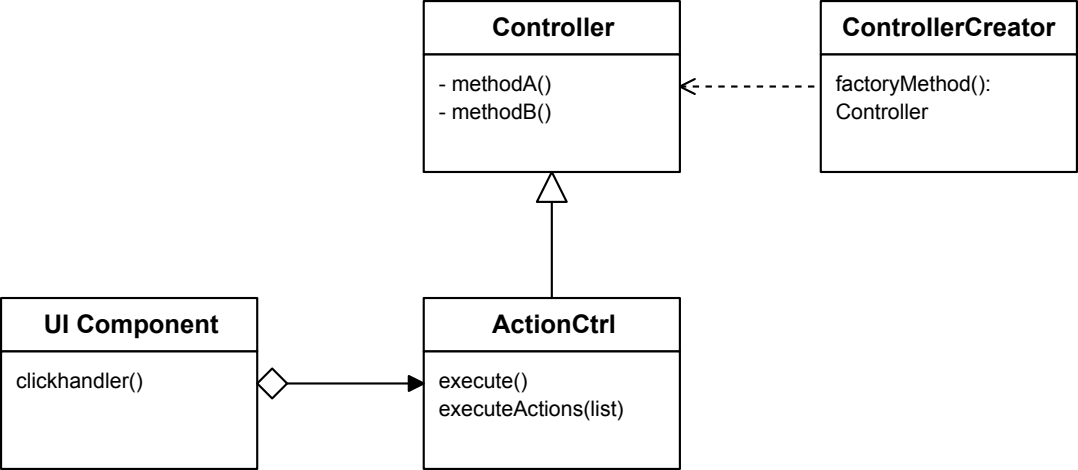 Controller
- methodA()
- methodB()
ControllerCreator
factoryMethod():
Controller
UI Component
clickhandler()
ActionCtrl
execute()
executeActions(list)